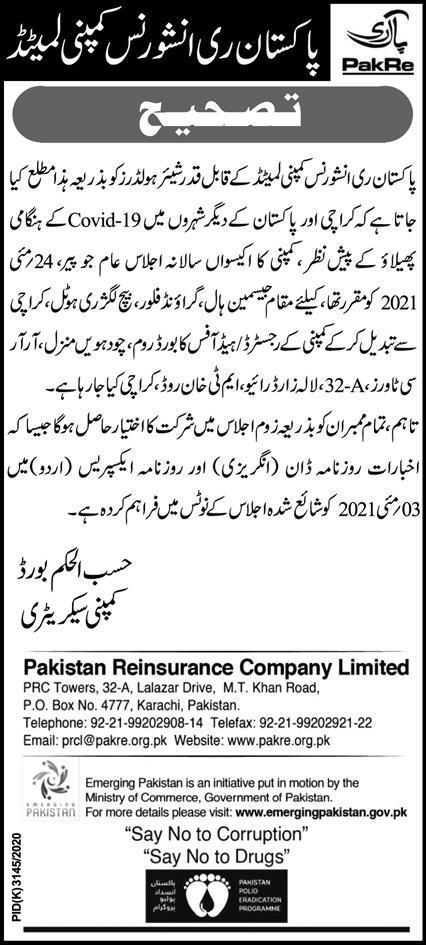 پاکستان ری انشورنس کمپنی لمیٹڈ
پاک ری
PakRe
تصحیح
پاکستان ری انشورنس کمپنی لمیٹڈ کے قابل قدر شیئر ہولڈرز کو بذریعہ ہذا مطلع کیا
جاتا ہے کہ کراچی اور پاکستان کے دیگر شہروں میں Covid-19 کے ہنگامی
پھیلاؤ کے پیش نظر، کمپنی کا اکیسواں سالانہ اجلاس عام جو پیر، 24 مئی
2021 کو مقرر تھا، کیلئے مقام جیسمین ہال، گراؤنڈ فلور، بیچ لگژری ہوٹل، کراچی
سے تبدیل کر کے کمپنی کے رجسٹرڈ/ہیڈ آفس کا بورڈ روم، چودہویں منزل، آر آر
سی ٹاورز، 32-A، لالہ زار ڈرائیو، ایم ٹی خان روڈ، کراچی کیا جا رہا ہے۔
تاہم، تمام ممبران کو بذریعہ زوم اجلاس میں شرکت کا اختیار حاصل ہوگا جیسا کہ
اخبارات روزنامہ ڈان (انگریزی) اور روزنامہ ایکسپریس (اردو) میں
03 مئی 2021 کو شائع شدہ اجلاس کے نوٹس میں فراہم کردہ ہے۔
حسب الحکم بورڈ
کمپنی سیکریٹری
Pakistan Reinsurance Company Limited
PRC Towers, 32-A, Lalazar Drive, M.T. Khan Road,
P.O. Box No. 4777, Karachi, Pakistan.
Telephone: 92-21-99202908-14 Telefax: 92-21-99202921-22
Email: prcl@pakre.org.pk Website: www.pakre.org.pk
EMERGING
PAKISTAN
Emerging Pakistan is an initiative put in motion by the
Ministry of Commerce, Government of Pakistan.
For more details please visit: www.emergingpakistan.gov.pk
“Say No to Corruption”
“Say No to Drugs”
پاکستان
انسداد
پولیو
پروگرام
PAKISTAN
POLIO
ERADICATION
PROGRAMME
PID(K)3145/2020